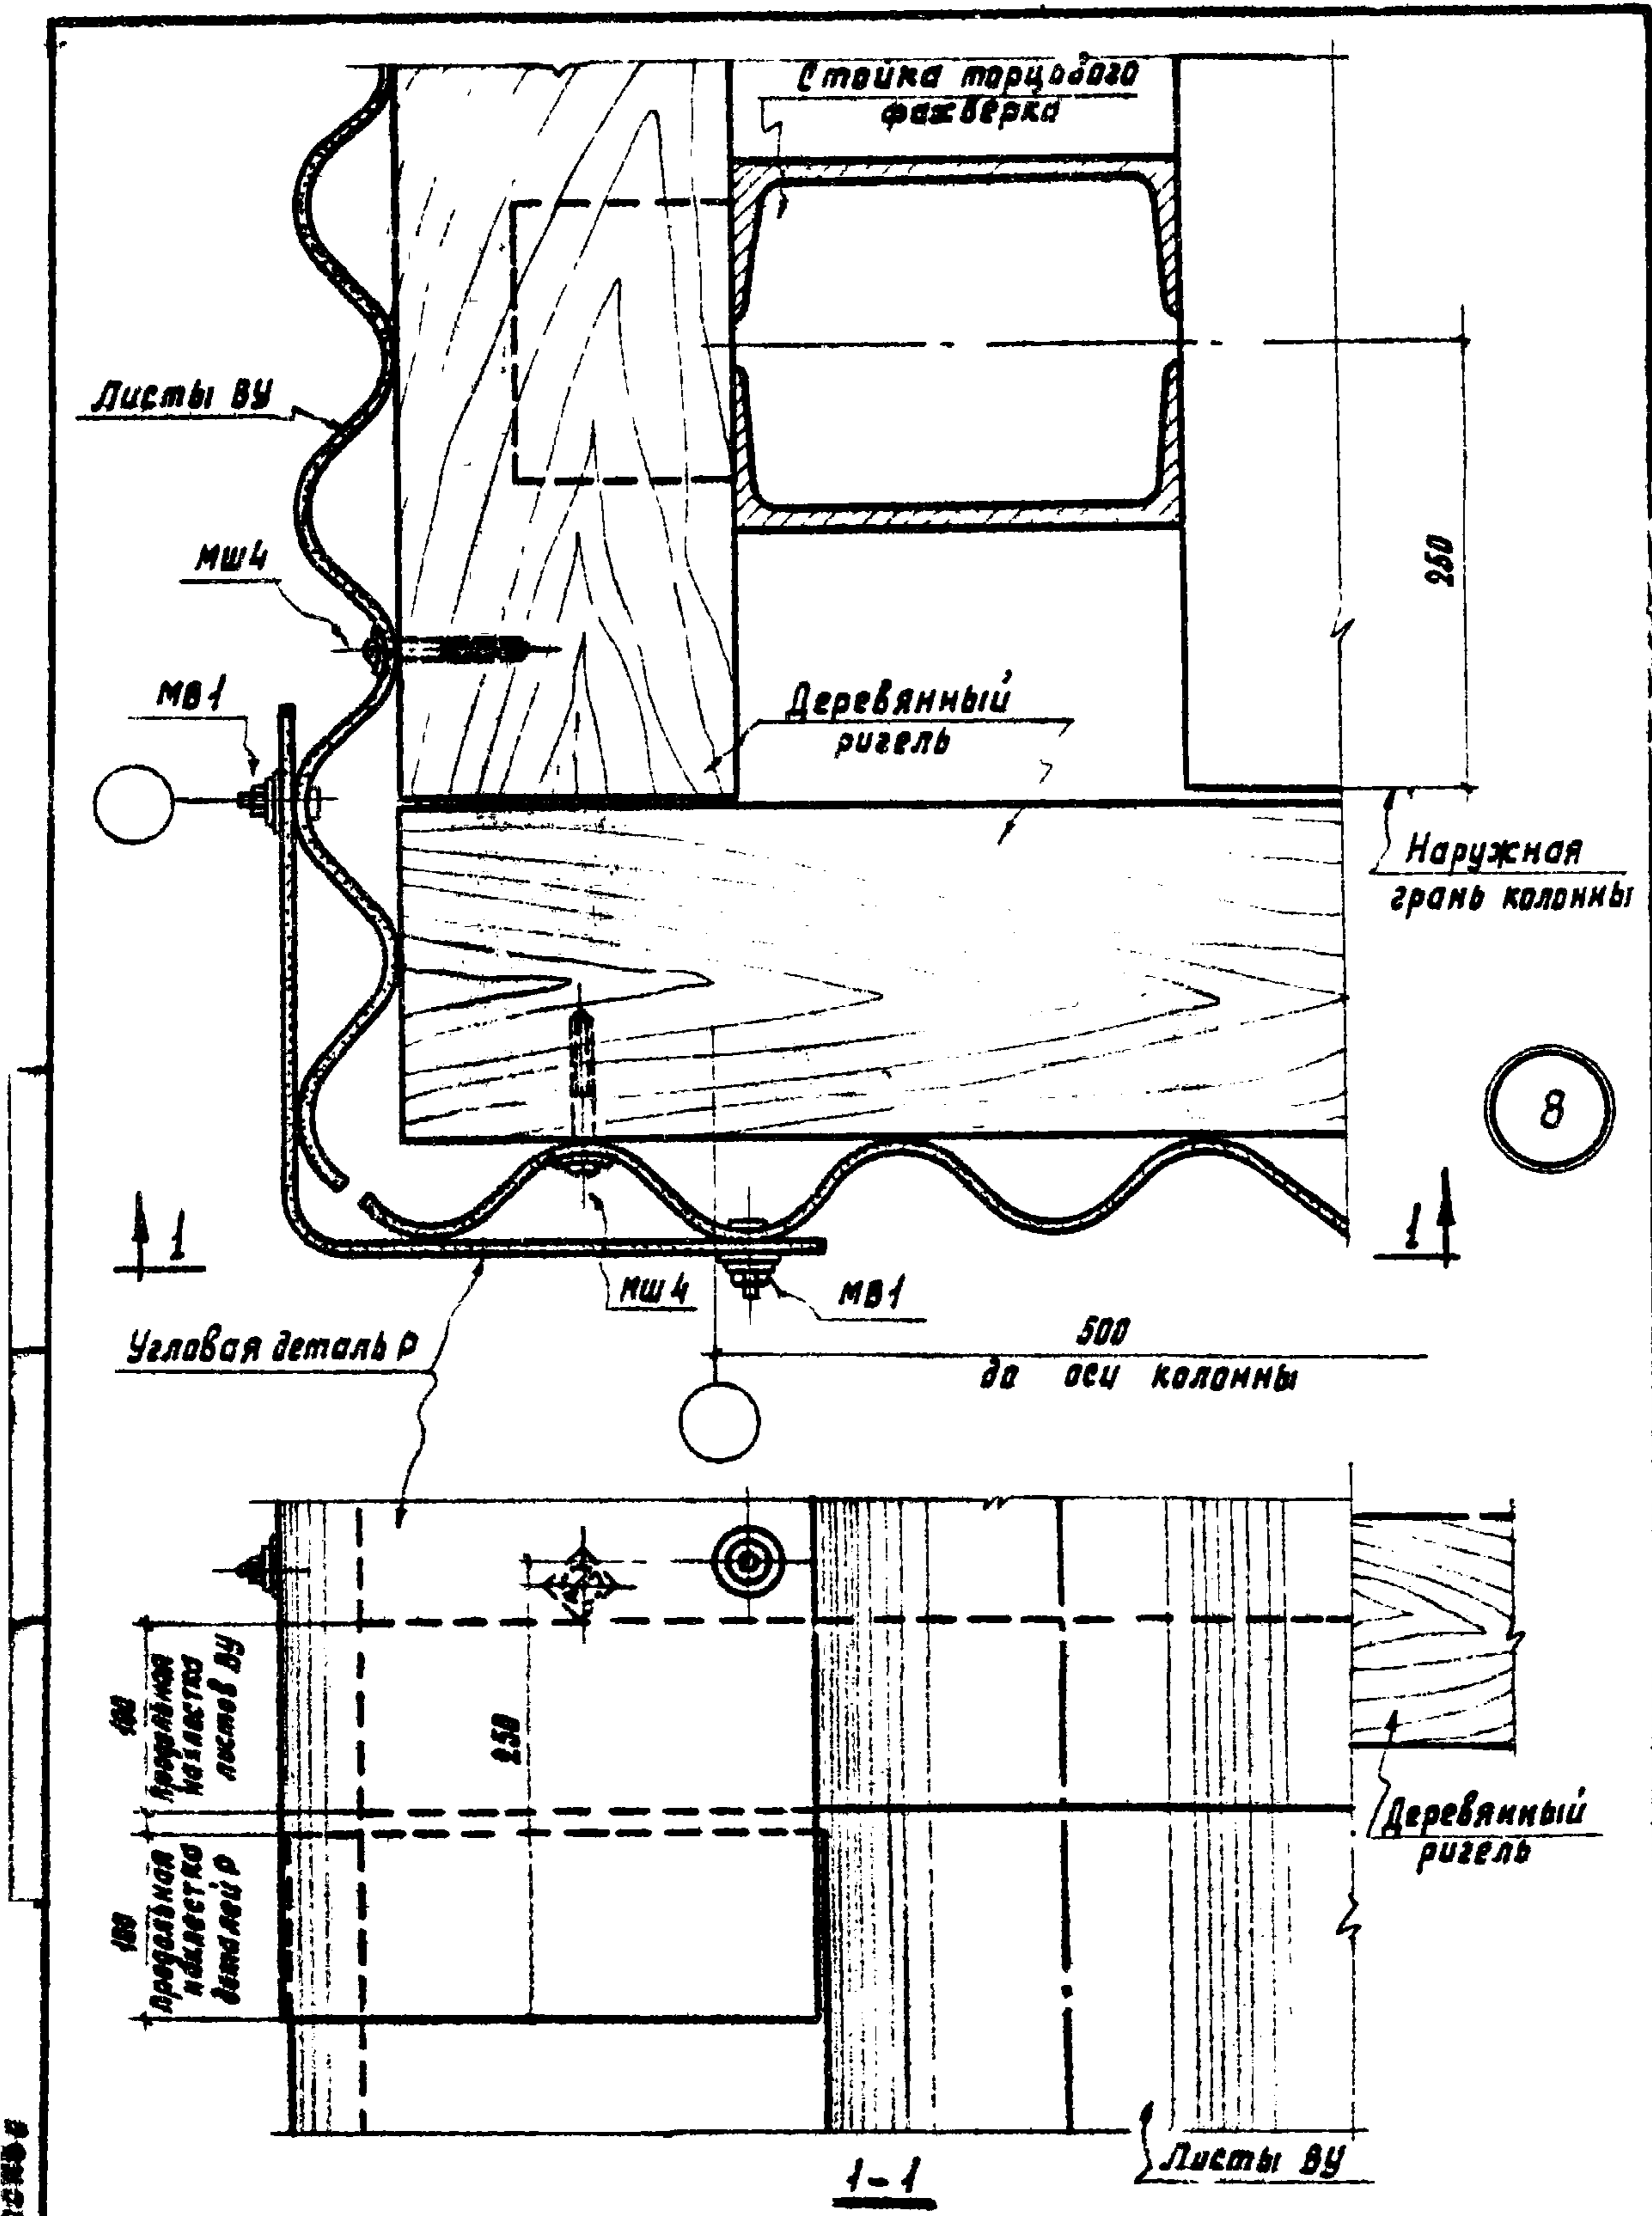 Стойка торцового
фахверка
Листы ВУ
МШ4
МВ1
Деревянный
ригель
250
Наружная
грань колонны
8
1
1
МШ4
МВ1
Угловая деталь Р
500
до оси колонны
100
продольная
нахлестка
листов ВУ
250
100
продольная
нахлестка
деталей Р
Деревянный
ригель
Листы ВУ
1-1